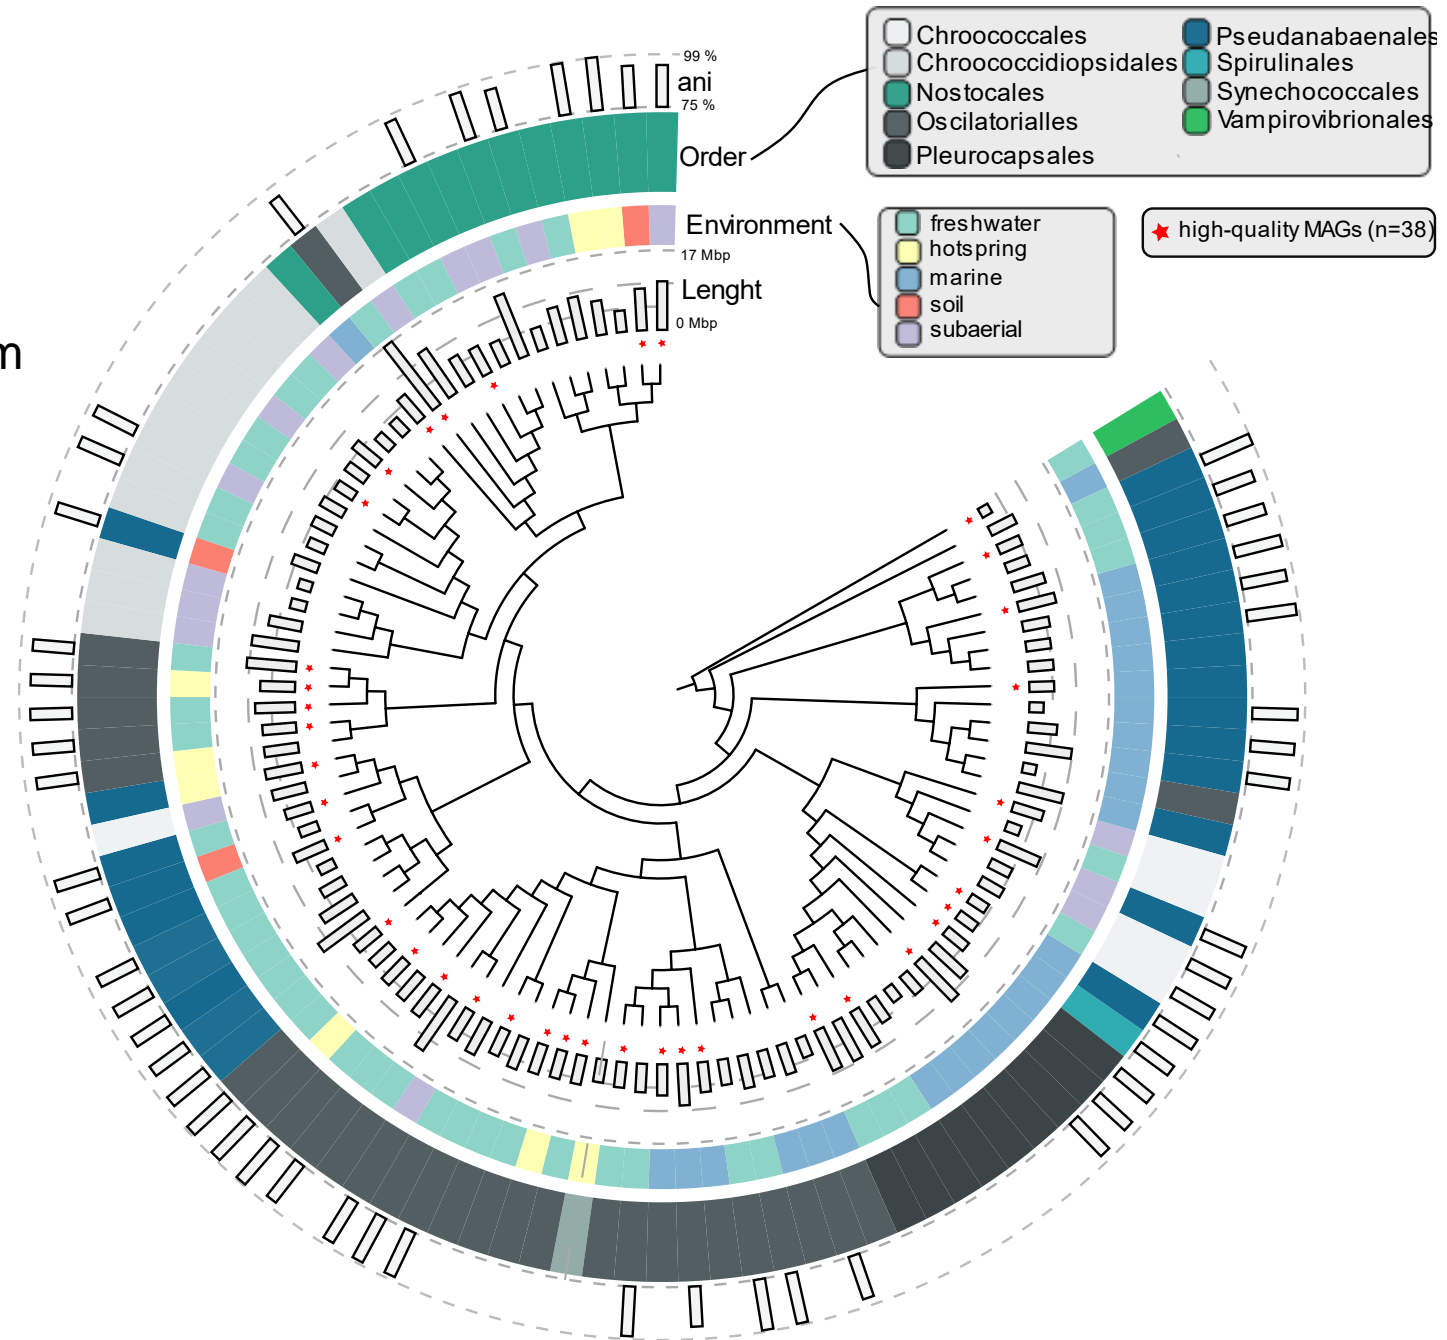 Chroococcales
Chroococcidiopsidales
Nostocales
Oscilatorialles
Pleurocapsales
Pseudanabaenales
Spirulinales
Synechococcales
Vampirovibrionales
99 %
ani
75 %
Order
Environment
freshwater
hotspring
marine
soil
subaerial
high-quality MAGs (n=38)
17 Mbp
Lenght
0 Mbp
m